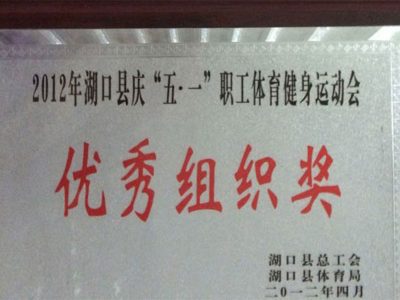 2012年湖口县庆“五·一”职工体育健身运动会
优秀组织奖
湖口县总工会
湖口县体育局
二〇一二年四月